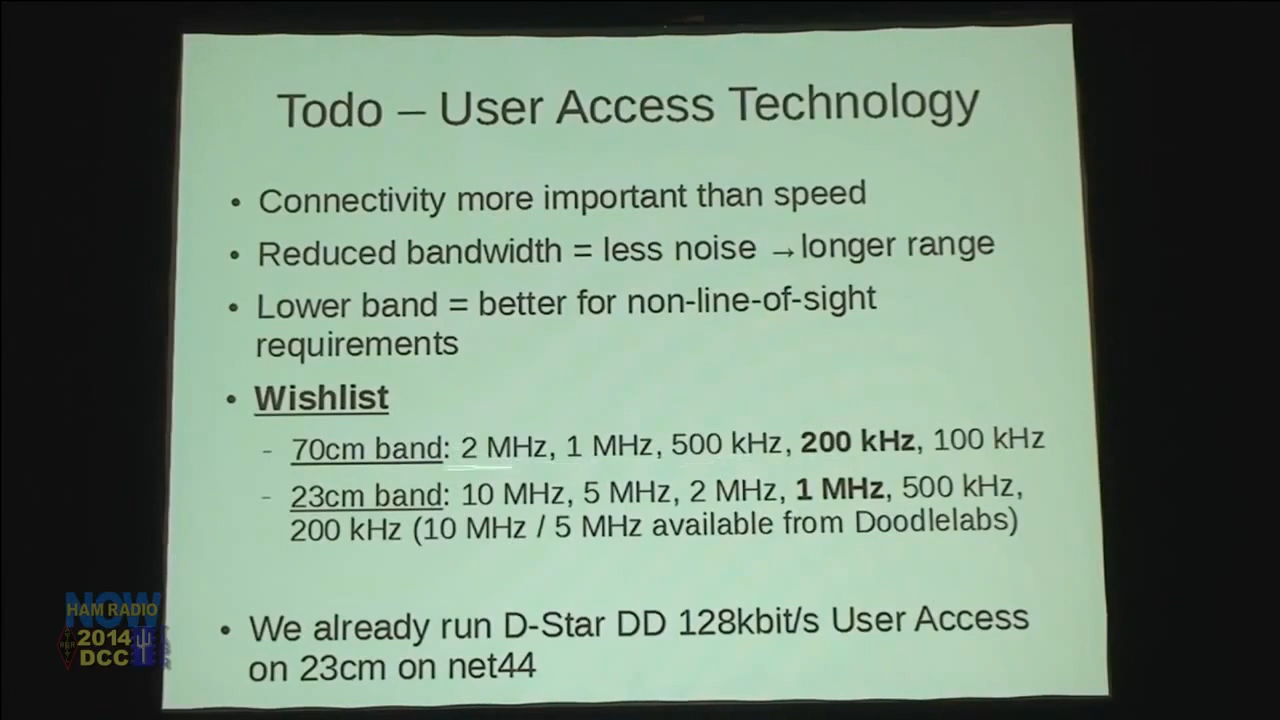 Todo – User Access Technology
• Connectivity more important than speed
• Reduced bandwidth = less noise →longer range
• Lower band = better for non-line-of-sight
requirements
• Wishlist
- 70cm band: 2 MHz, 1 MHz, 500 kHz, 200 kHz, 100 kHz
- 23cm band: 10 MHz, 5 MHz, 2 MHz, 1 MHz, 500 kHz,
200 kHz (10 MHz / 5 MHz available from Doodlelabs)
• We already run D-Star DD 128kbit/s User Access
on 23cm on net44
NOW
HAM RADIO
2014
DCC